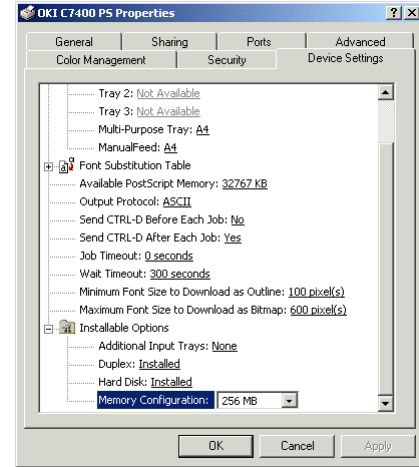 OKI C7400 PS Properties
General Sharing Ports Advanced
Color Management Security Device Settings
Tray 2: Not Available
Tray 3: Not Available
Multi-Purpose Tray: A4
ManualFeed: A4
Font Substitution Table
Available PostScript Memory: 32767 KB
Output Protocol: ASCII
Send CTRL-D Before Each Job: No
Send CTRL-D After Each Job: Yes
Job Timeout: 0 seconds
Wait Timeout: 300 seconds
Minimum Font Size to Download as Outline: 100 pixel(s)
Maximum Font Size to Download as Bitmap: 600 pixel(s)
Installable Options
Additional Input Trays: None
Duplex: Installed
Hard Disk: Installed
Memory Configuration: 256 MB
OK Cancel Apply